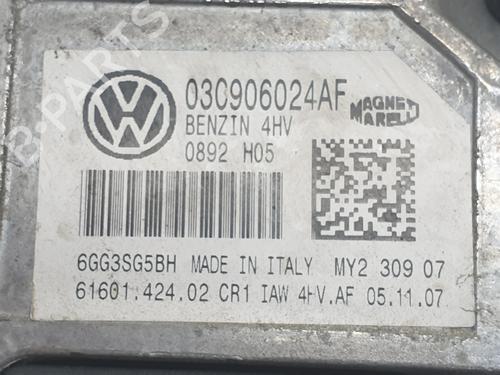 03C906024AF
BENZIN 4HV
0892 H05
MAGNETI
MARELLI
6GG3SG5BH MADE IN ITALY MY2 309 07
61601.424.02 CR1 IAW 4HV.AF 05.11.07
B-PARTS